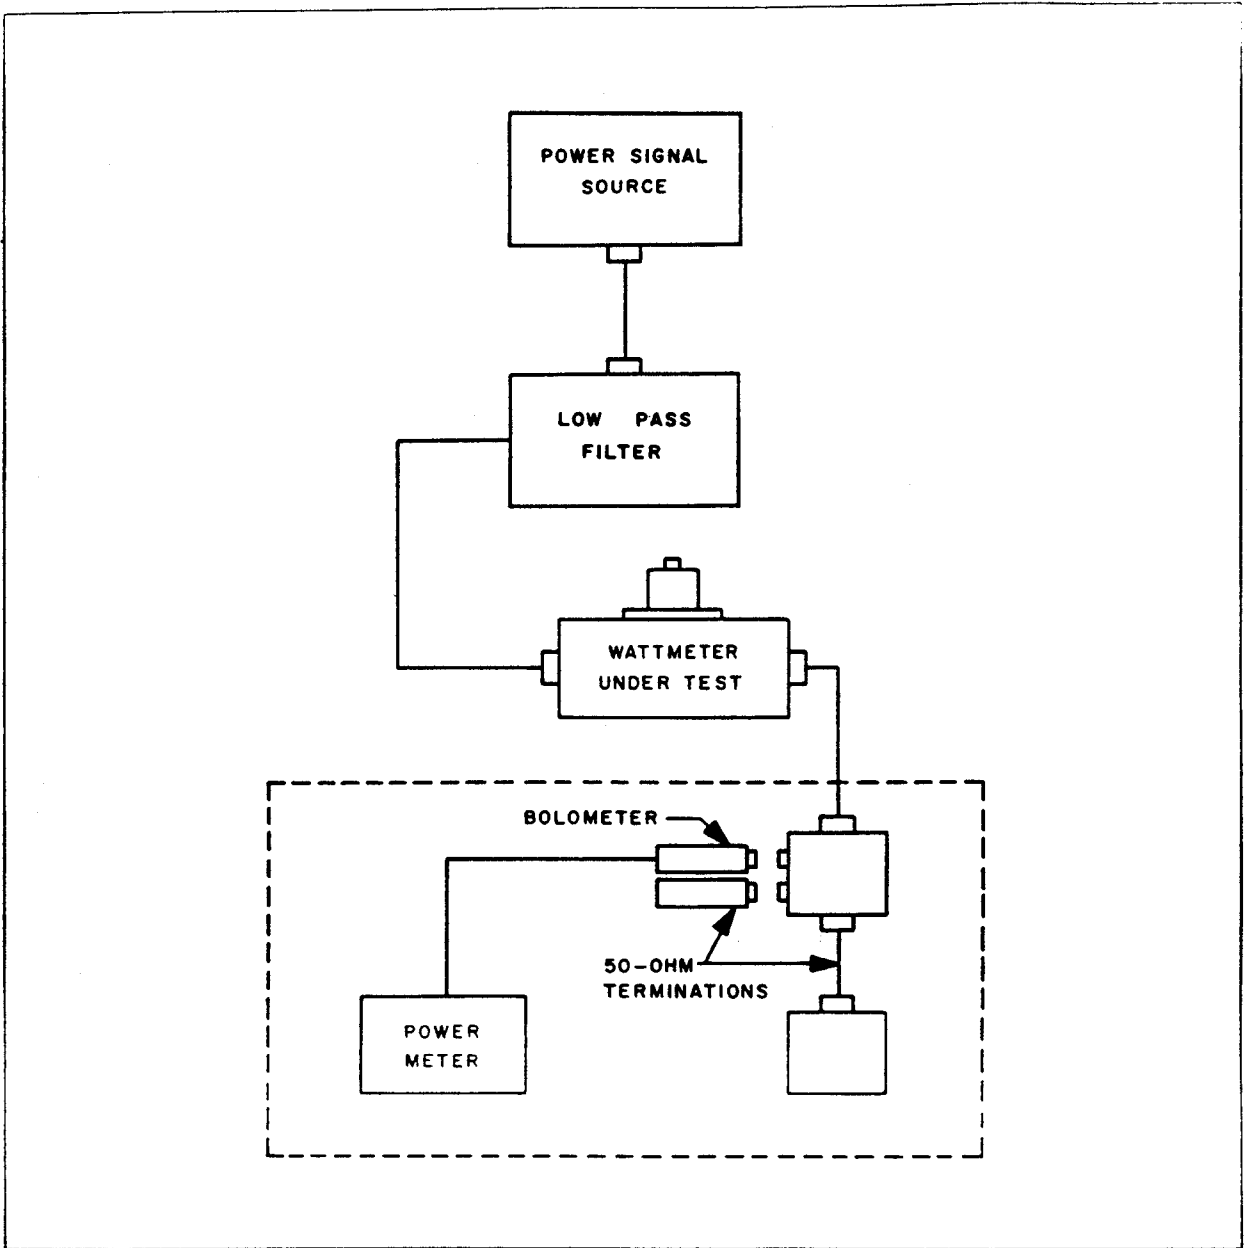 POWER SIGNAL
SOURCE
LOW PASS
FILTER
WATTMETER
UNDER TEST
BOLOMETER
50-OHM
TERMINATIONS
POWER
METER